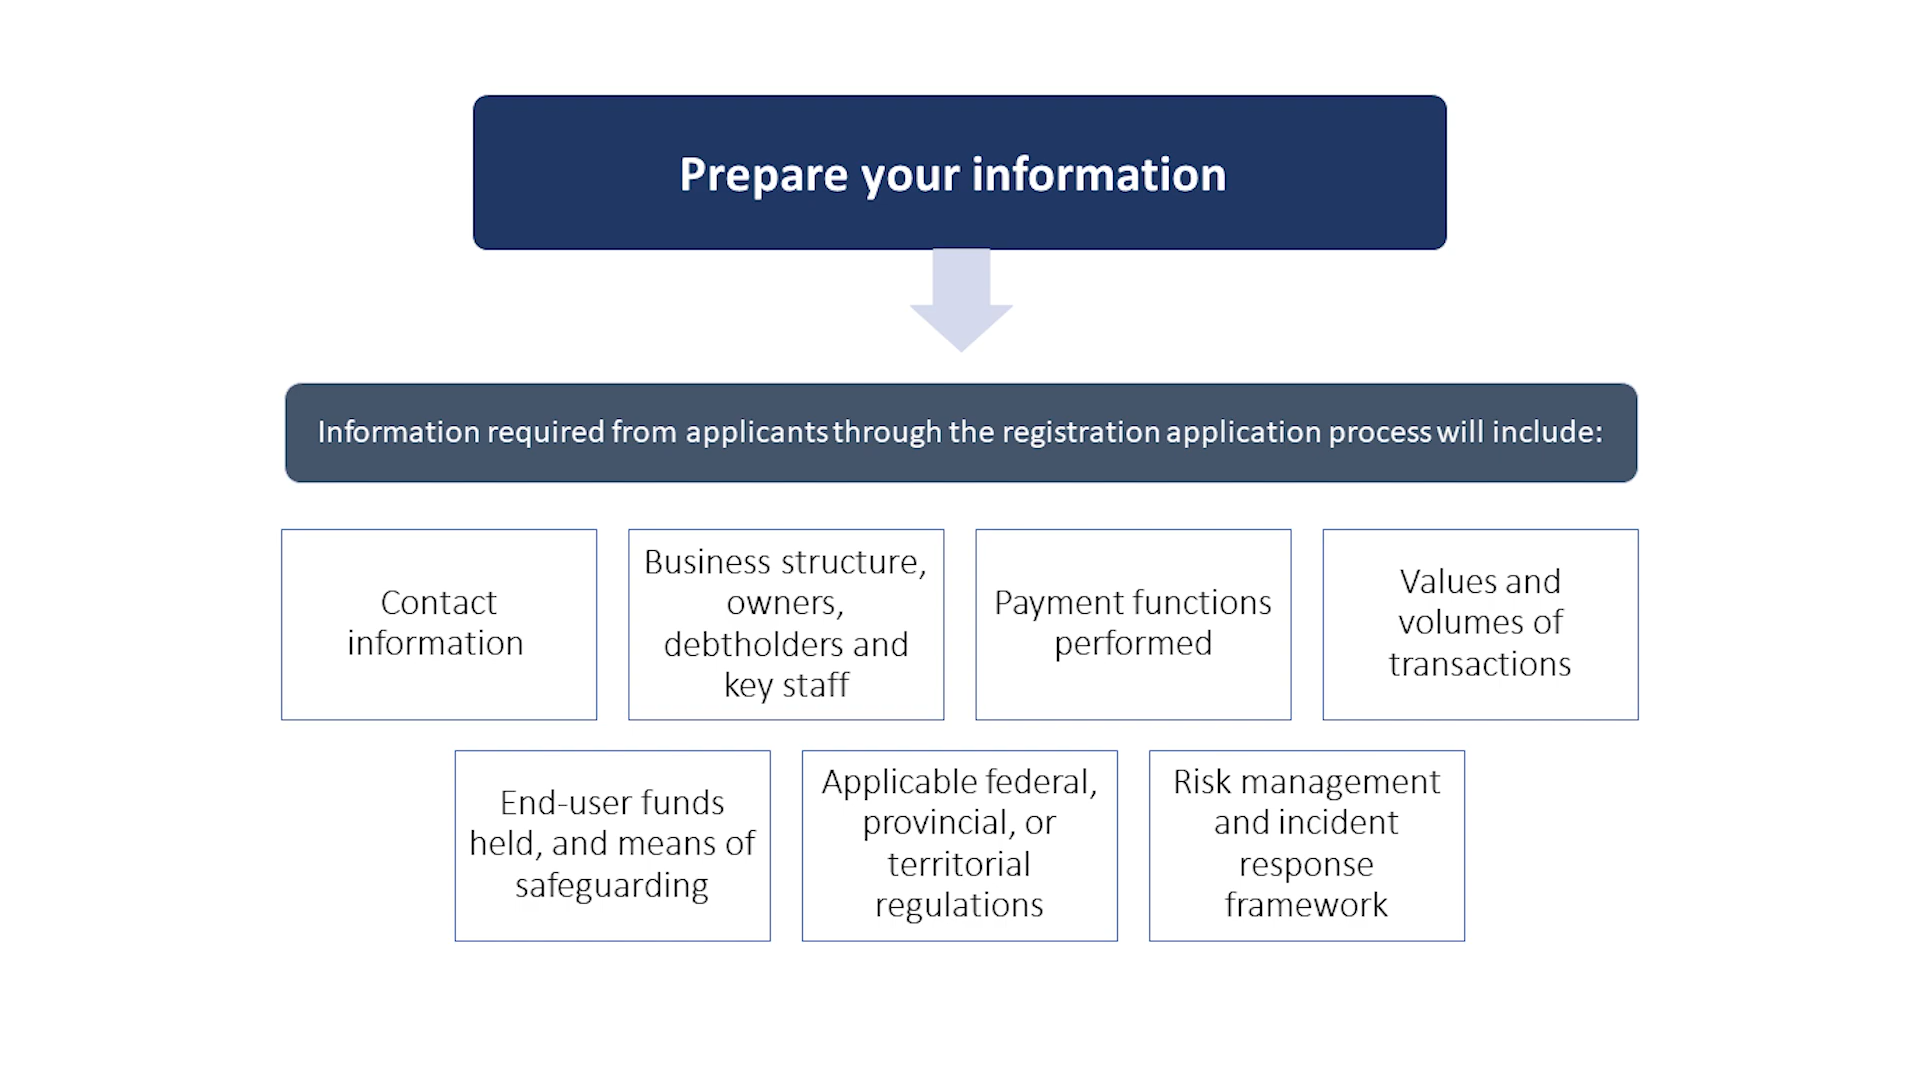 Prepare your information
Information required from applicants through the registration application process will include:
Contact
information
Business structure,
owners,
debtholders and
key staff
Payment functions
performed
Values and
volumes of
transactions
End-user funds
held, and means of
safeguarding
Applicable federal,
provincial, or
territorial
regulations
Risk management
and incident
response
framework